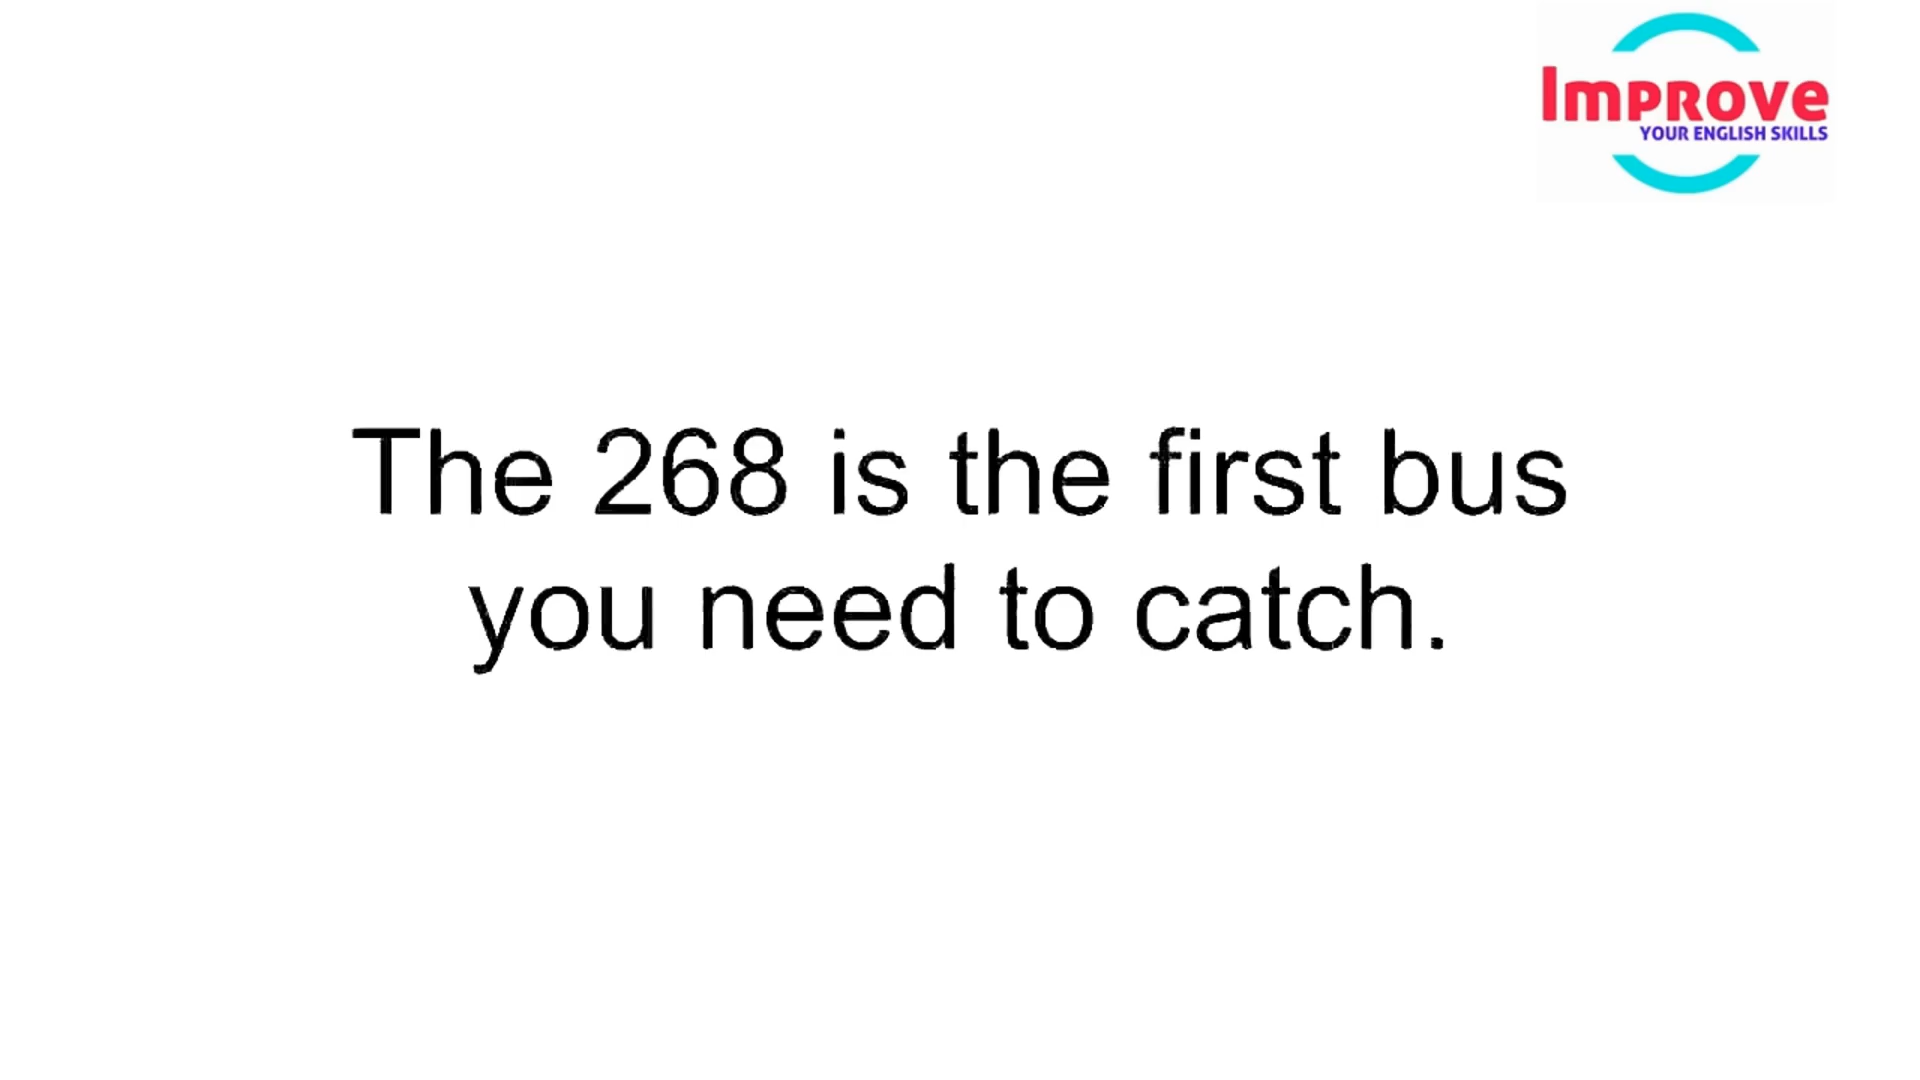 Improve
YOUR ENGLISH SKILLS
The 268 is the first bus
you need to catch.